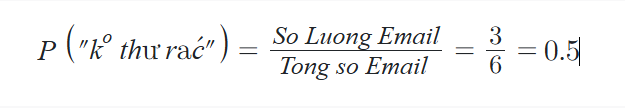 P ("kº thư rać") = So Luong Email / Tong so Email = 3/6 = 0.5